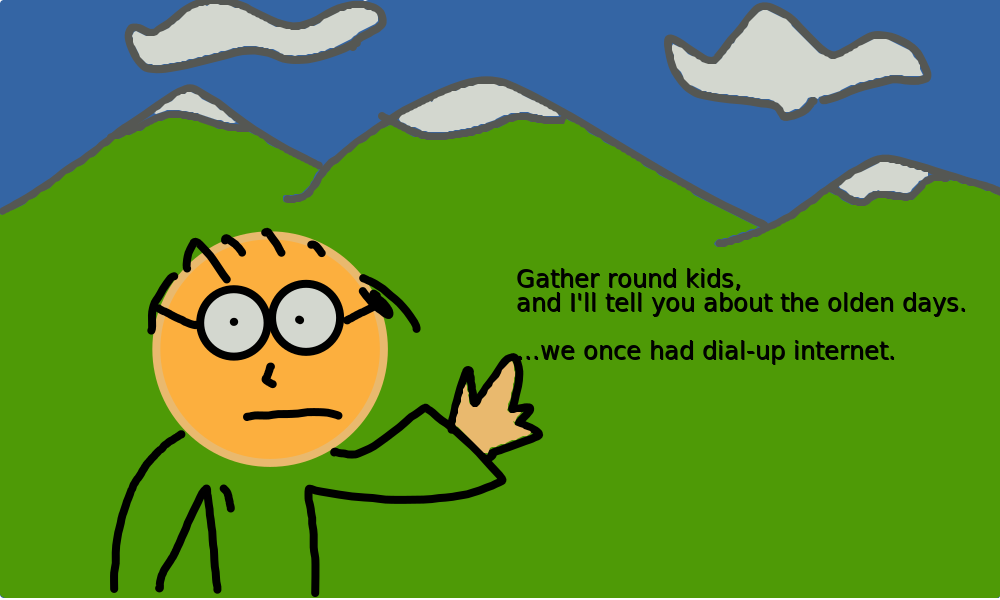 Gather round kids,
and I'll tell you about the olden days.
...we once had dial-up internet.